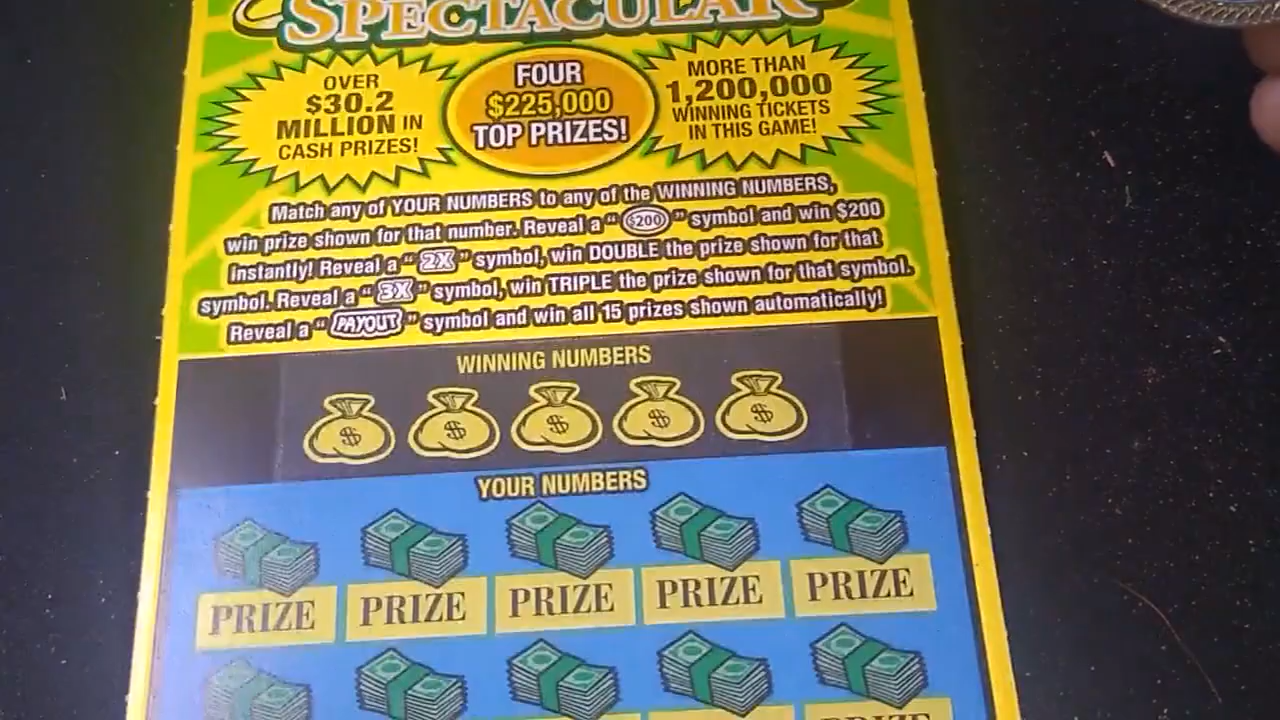 SPECTACULAR
OVER
$30.2
MILLION IN
CASH PRIZES!
FOUR
$225,000
TOP PRIZES!
MORE THAN
1,200,000
WINNING TICKETS
IN THIS GAME!
Match any of YOUR NUMBERS to any of the WINNING NUMBERS,
win prize shown for that number. Reveal a "$200" symbol and win $200
instantly! Reveal a "2X" symbol, win DOUBLE the prize shown for that
symbol. Reveal a "3X" symbol, win TRIPLE the prize shown for that symbol.
Reveal a "PAYOUT" symbol and win all 15 prizes shown automatically!
WINNING NUMBERS
$ $ $ $ $
YOUR NUMBERS
PRIZE PRIZE PRIZE PRIZE PRIZE
PRIZE